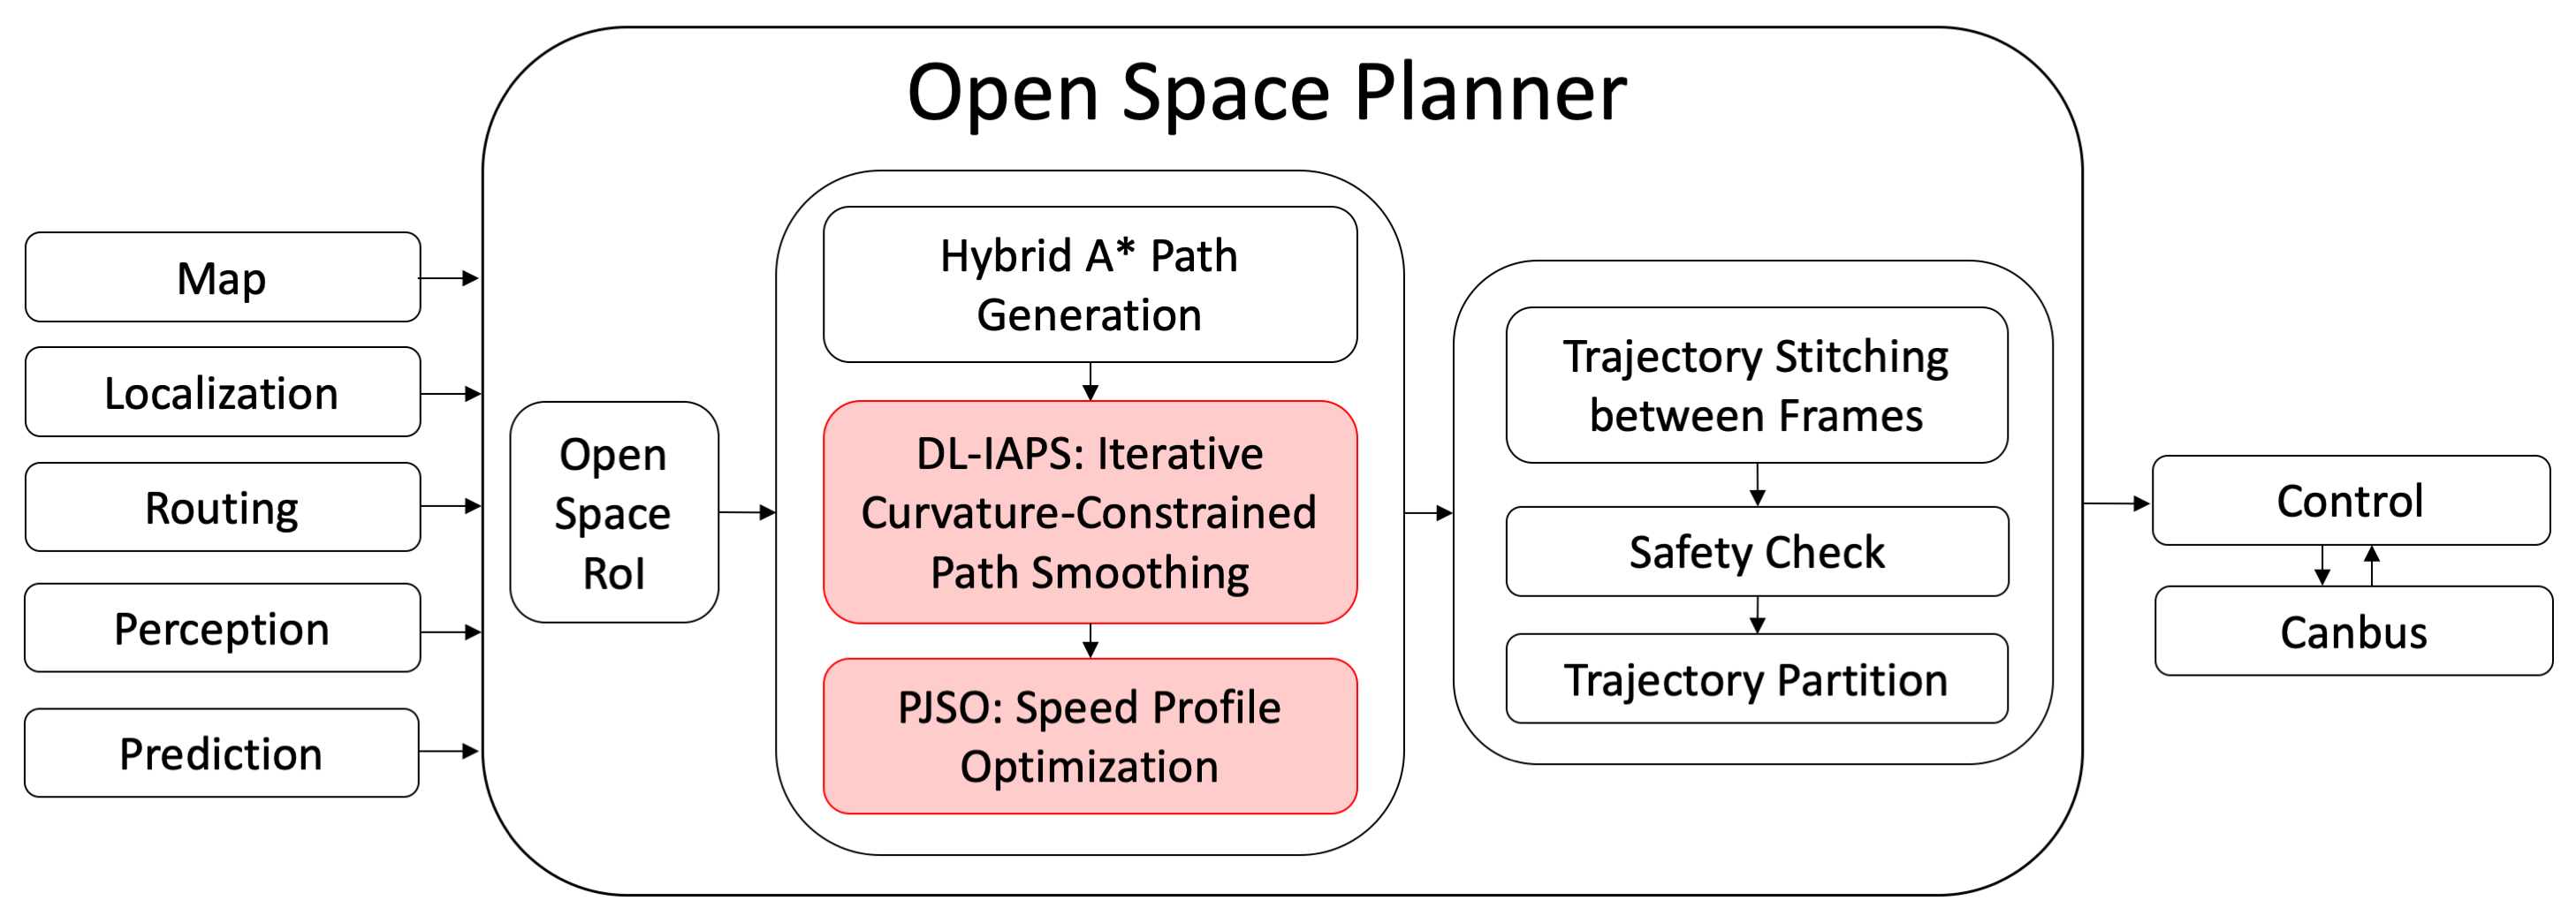 Open Space Planner
Map
Localization
Routing
Perception
Prediction
Open
Space
RoI
Hybrid A* Path
Generation
DL-IAPS: Iterative
Curvature-Constrained
Path Smoothing
PJSO: Speed Profile
Optimization
Trajectory Stitching
between Frames
Safety Check
Trajectory Partition
Control
Canbus